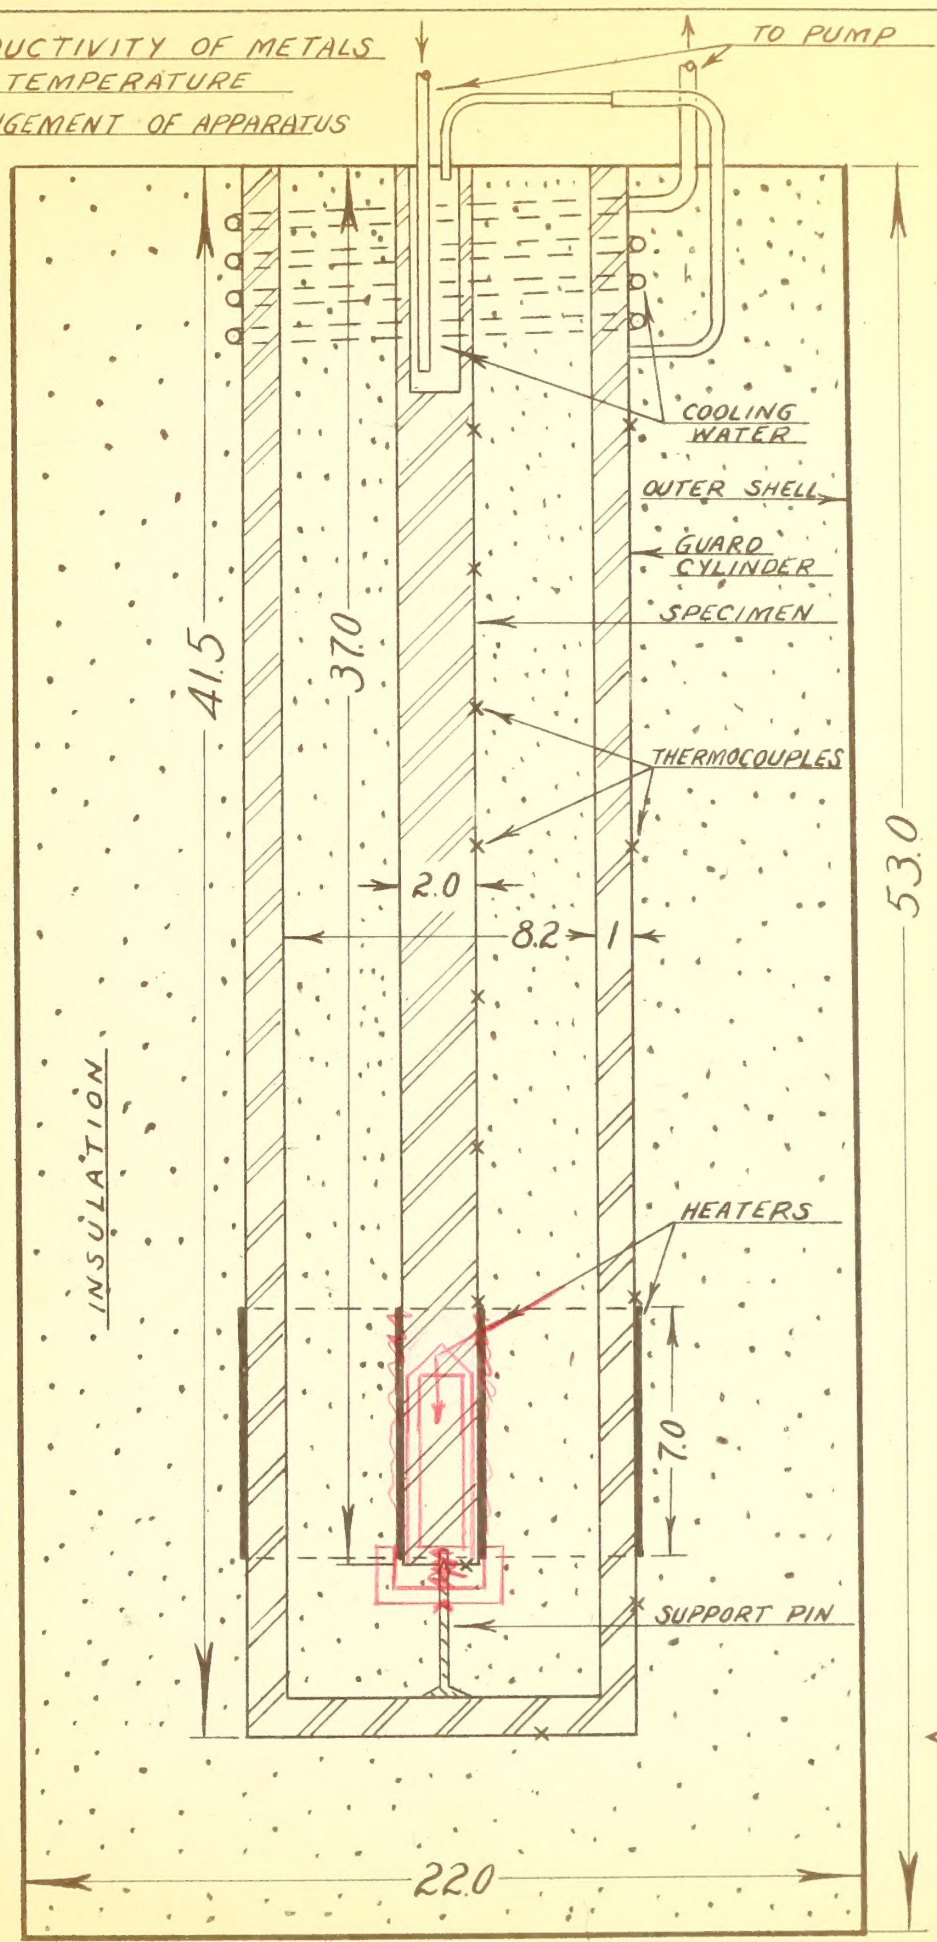 UCTIVITY OF METALS
TEMPERATURE
GEMENT OF APPARATUS
TO PUMP
COOLING
WATER
OUTER SHELL
GUARD
CYLINDER
SPECIMEN
41.5
37.0
THERMOCOUPLES
53.0
2.0
8.2
1
INSULATION
HEATERS
7.0
SUPPORT PIN
22.0